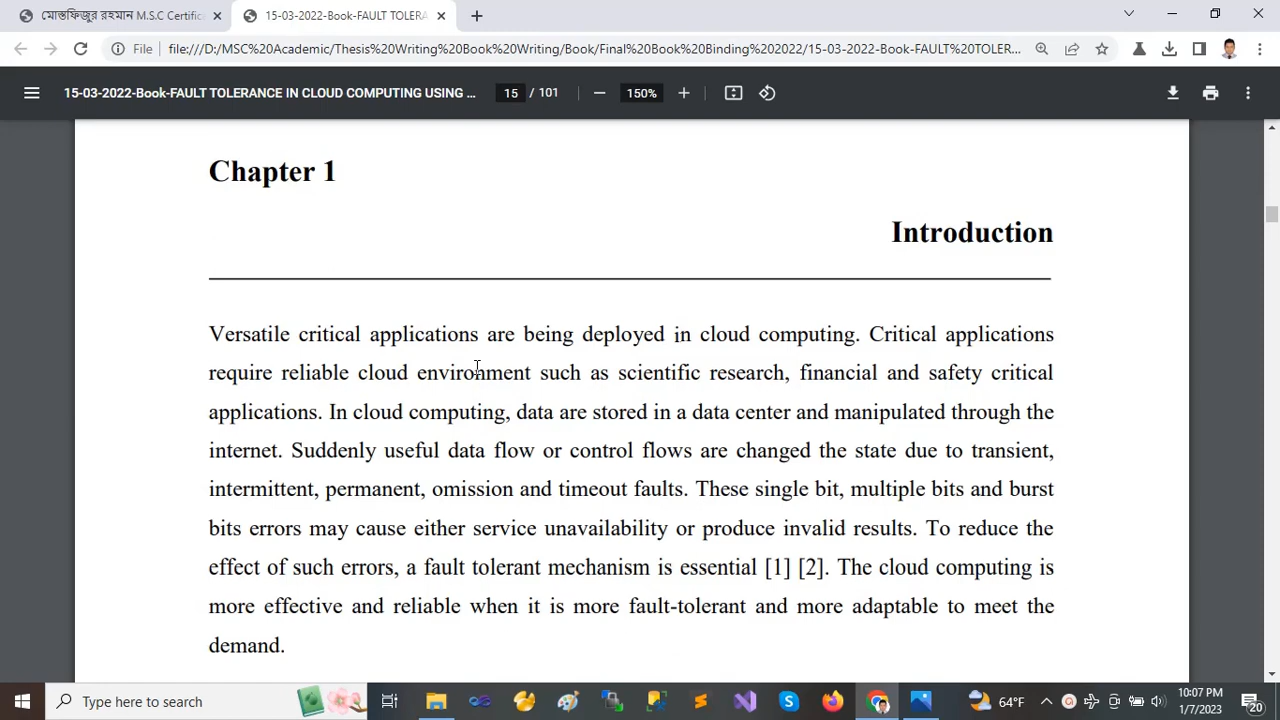 মোস্তফিজুর রহমান M.S.C Certific
15-03-2022-Book-FAULT TOLERA
File
file:///D:/MSC%20Academic/Thesis%20Writing%20Book%20Writing/Book/Final%20Book%20Binding%202022/15-03-2022-Book-FAULT%20TOLER...
15-03-2022-Book-FAULT TOLERANCE IN CLOUD COMPUTING USING ...
15 / 101
150%
Chapter 1
Introduction
Versatile critical applications are being deployed in cloud computing. Critical applications
require reliable cloud environment such as scientific research, financial and safety critical
applications. In cloud computing, data are stored in a data center and manipulated through the
internet. Suddenly useful data flow or control flows are changed the state due to transient,
intermittent, permanent, omission and timeout faults. These single bit, multiple bits and burst
bits errors may cause either service unavailability or produce invalid results. To reduce the
effect of such errors, a fault tolerant mechanism is essential [1] [2]. The cloud computing is
more effective and reliable when it is more fault-tolerant and more adaptable to meet the
demand.
Type here to search
64°F
10:07 PM
1/7/2023
20